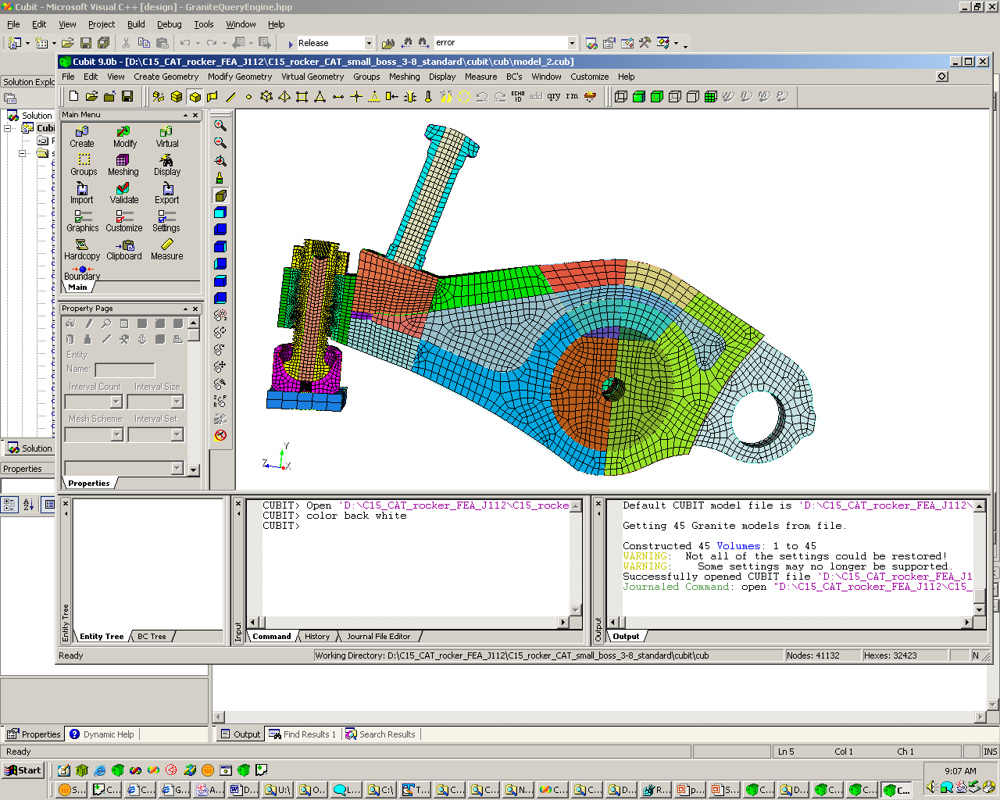 Cubit - Microsoft Visual C++ [design] - GraniteQueryEngine.hpp
File Edit View Project Build Debug Tools Window Help
Release
error
Solution Explo
Solution
Cubi
Solution
Properties
Cubit 9.0b - [D:\C15_CAT_rocker_FEA_J112\C15_rocker_CAT_small_boss_3-8_standard\cubit\cub\model_2.cub]
File Edit View Create Geometry Modify Geometry Virtual Geometry Groups Meshing Display Measure BC's Window Customize Help
ECHO ID add qry rm
Main Menu
Create Modify Virtual
Groups Meshing Display
Import Validate Export
Graphics Customize Settings
Hardcopy Clipboard Measure
Boundary
Main
Property Page
Entity:
Name:
Interval Count Interval Size
Mesh Scheme Interval Set
Properties
Y
Z
X
Entity Tree
Entity Tree BC Tree
Input
CUBIT> Open 'D:\C15_CAT_rocker_FEA_J112\C15_rocke
CUBIT> color back white
CUBIT>
Command History Journal File Editor
Output
Default CUBIT model file is 'D:\C15_CAT_rocker_FEA_J112\
Getting 45 Granite models from file.
Constructed 45 Volumes: 1 to 45
WARNING: Not all of the settings could be restored!
WARNING: Some settings may no longer be supported.
Successfully opened CUBIT file 'D:\C15_CAT_rocker_FEA_J1
Journaled Command: open "D:\C15_CAT_rocker_FEA_J112\C15_
Output
Ready
Working Directory: D:\C15_CAT_rocker_FEA_J112\C15_rocker_CAT_small_boss_3-8_standard\cubit\cub
Nodes: 41132
Hexes: 32423
N
Properties Dynamic Help
Output Find Results 1 Search Results
Ready
Ln 5 Col 1 Ch 1 INS
Start
9:07 AM
S... C... C... G... A... D... U:\ O... L... C:\ T... C... C... N... C... C... D... R... p... S... C... D... C... C... C...